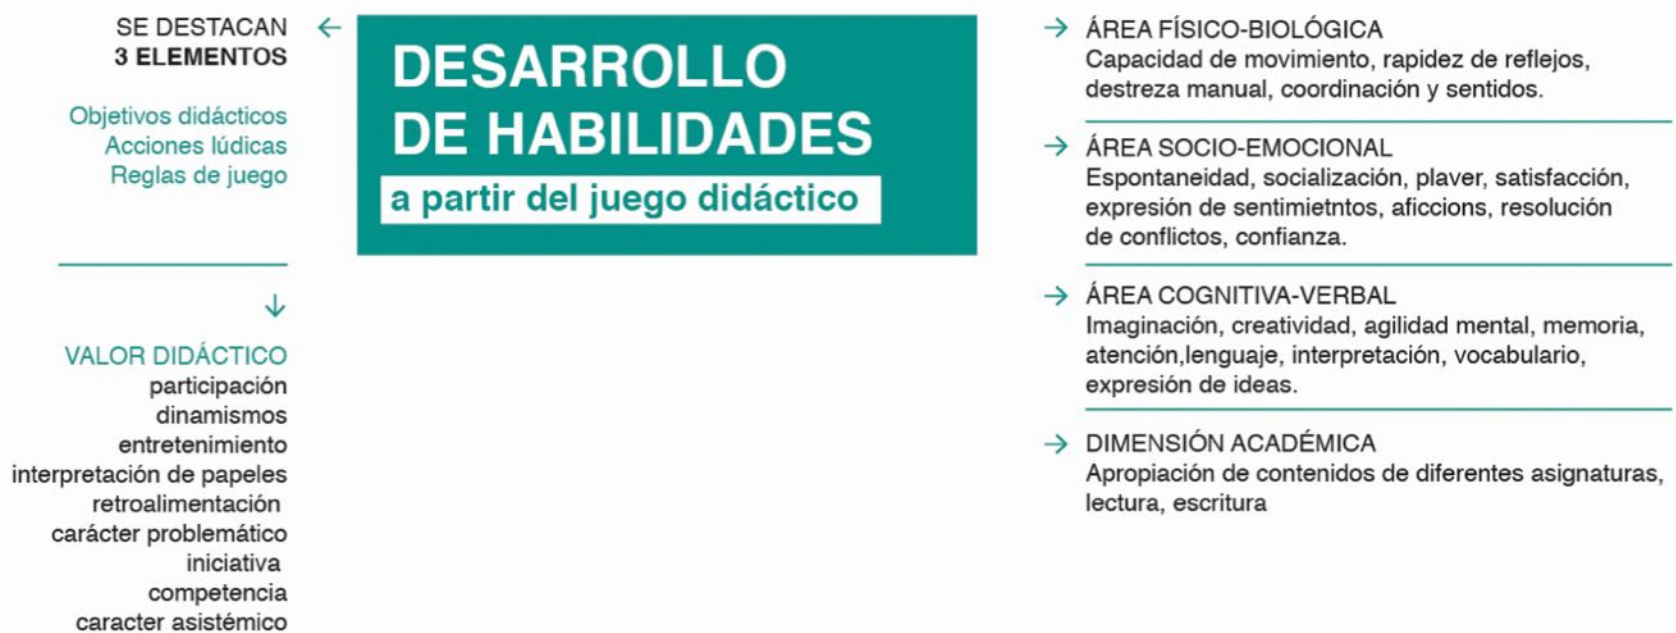 SE DESTACAN
3 ELEMENTOS
Objetivos didácticos
Acciones lúdicas
Reglas de juego
VALOR DIDÁCTICO
participación
dinamismos
entretenimiento
interpretación de papeles
retroalimentación
carácter problemático
iniciativa
competencia
caracter asistémico
DESARROLLO
DE HABILIDADES
a partir del juego didáctico
ÁREA FÍSICO-BIOLÓGICA
Capacidad de movimiento, rapidez de reflejos,
destreza manual, coordinación y sentidos.
ÁREA SOCIO-EMOCIONAL
Espontaneidad, socialización, plaver, satisfacción,
expresión de sentimietntos, aficcions, resolución
de conflictos, confianza.
ÁREA COGNITIVA-VERBAL
Imaginación, creatividad, agilidad mental, memoria,
atención,lenguaje, interpretación, vocabulario,
expresión de ideas.
DIMENSIÓN ACADÉMICA
Apropiación de contenidos de diferentes asignaturas,
lectura, escritura